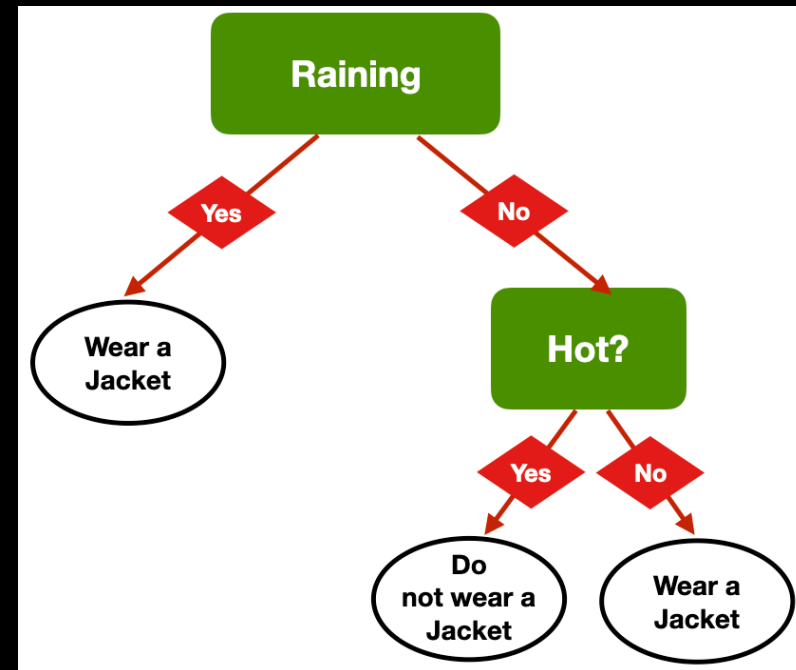 Raining
Yes
No
Wear a
Jacket
Hot?
Yes
No
Do
not wear a
Jacket
Wear a
Jacket